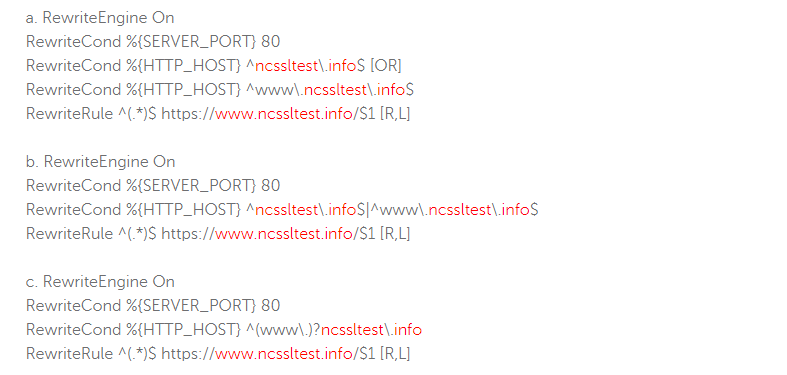 a. RewriteEngine On
RewriteCond %{SERVER_PORT} 80
RewriteCond %{HTTP_HOST} ^ncssltest\.info$ [OR]
RewriteCond %{HTTP_HOST} ^www\.ncssltest\.info$
RewriteRule ^(.*)$ https://www.ncssltest.info/$1 [R,L]
b. RewriteEngine On
RewriteCond %{SERVER_PORT} 80
RewriteCond %{HTTP_HOST} ^ncssltest\.info$|^www\.ncssltest\.info$
RewriteRule ^(.*)$ https://www.ncssltest.info/$1 [R,L]
c. RewriteEngine On
RewriteCond %{SERVER_PORT} 80
RewriteCond %{HTTP_HOST} ^(www\.)?ncssltest\.info
RewriteRule ^(.*)$ https://www.ncssltest.info/$1 [R,L]